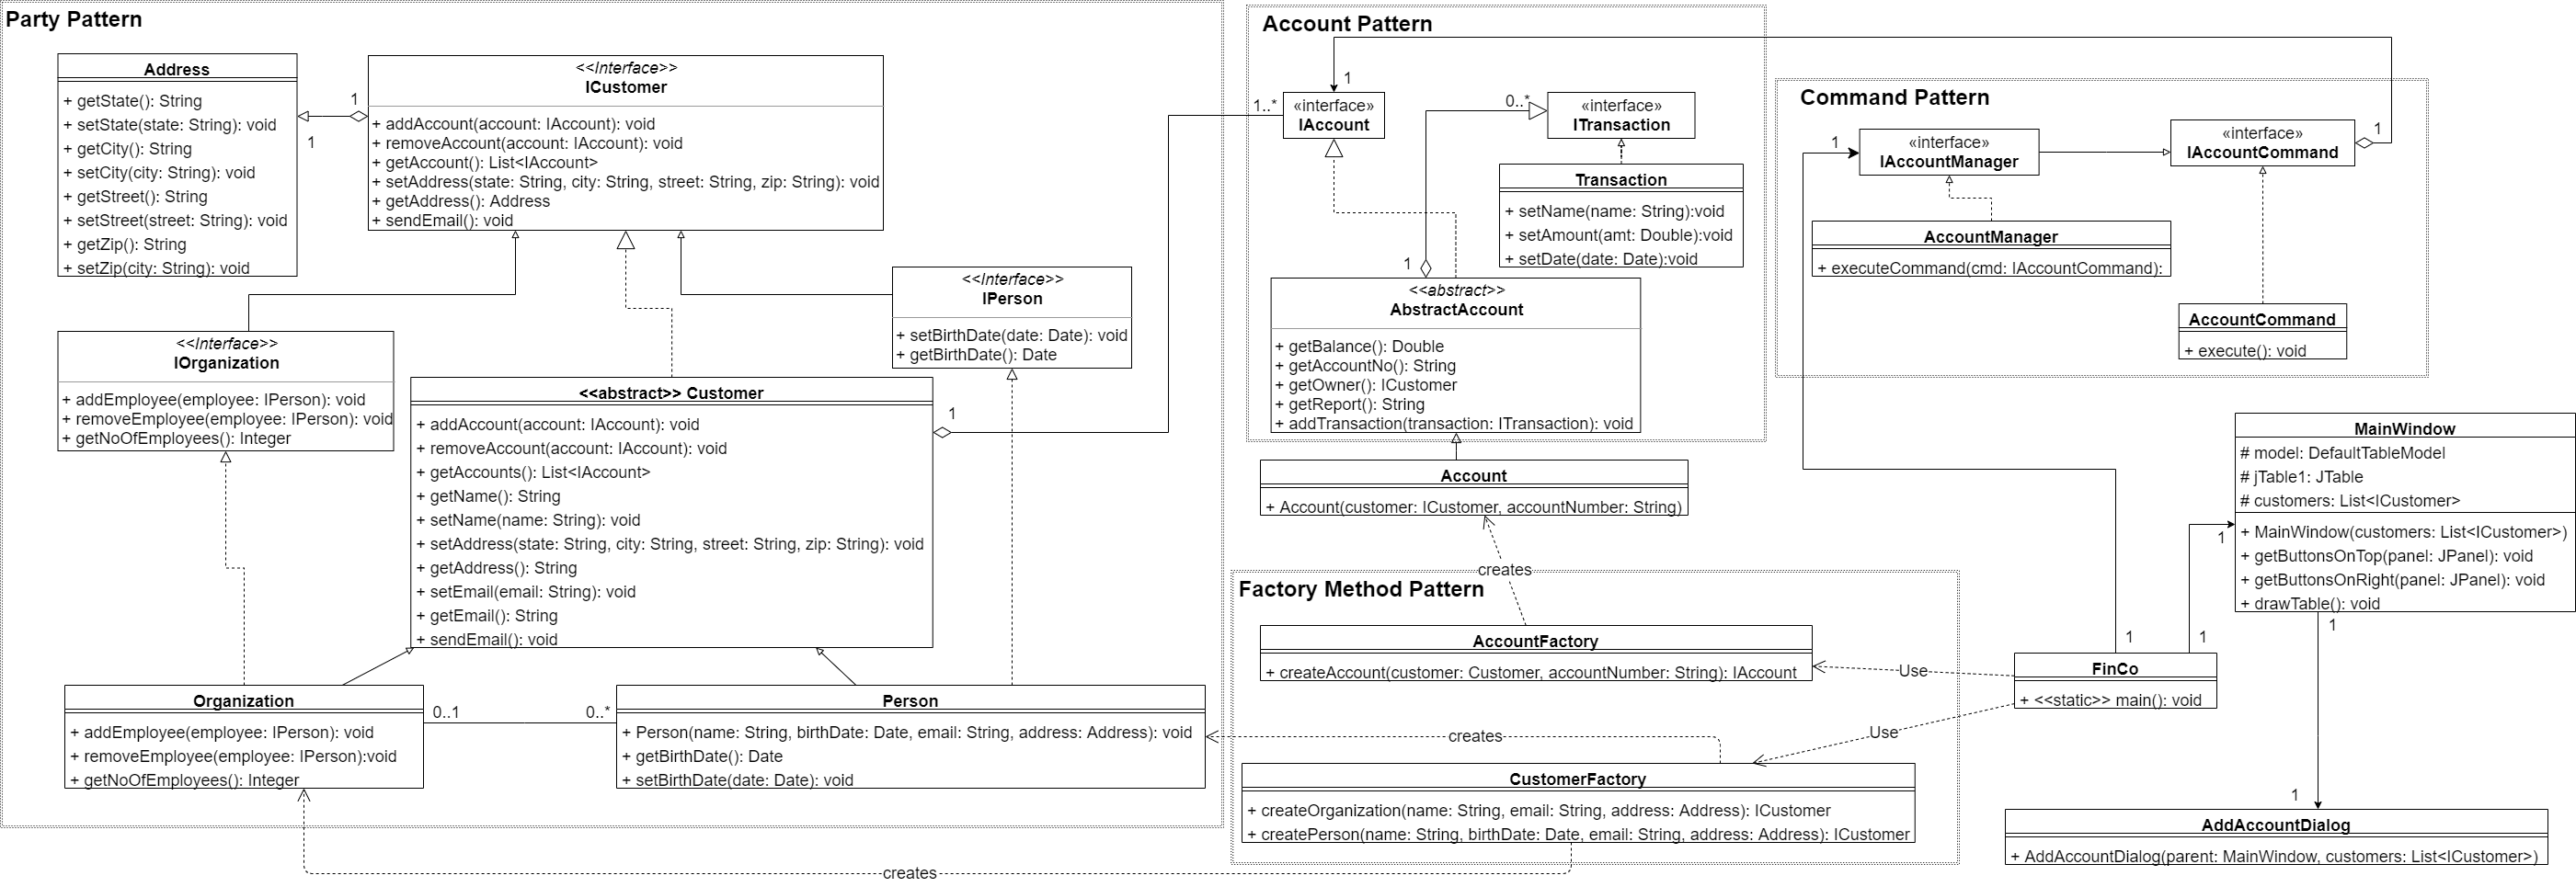 Party Pattern
Address
+ getState(): String
+ setState(state: String): void
+ getCity(): String
+ setCity(city: String): void
+ getStreet(): String
+ setStreet(street: String): void
+ getZip(): String
+ setZip(city: String): void
1
1
<<Interface>>
ICustomer
+ addAccount(account: IAccount): void
+ removeAccount(account: IAccount): void
+ getAccount(): List<IAccount>
+ setAddress(state: String, city: String, street: String, zip: String): void
+ getAddress(): Address
+ sendEmail(): void
<<Interface>>
IPerson
+ setBirthDate(date: Date): void
+ getBirthDate(): Date
<<Interface>>
IOrganization
+ addEmployee(employee: IPerson): void
+ removeEmployee(employee: IPerson): void
+ getNoOfEmployees(): Integer
<<abstract>> Customer
+ addAccount(account: IAccount): void
+ removeAccount(account: IAccount): void
+ getAccounts(): List<IAccount>
+ getName(): String
+ setName(name: String): void
+ setAddress(state: String, city: String, street: String, zip: String): void
+ getAddress(): String
+ setEmail(email: String): void
+ getEmail(): String
+ sendEmail(): void
1
1..*
Organization
+ addEmployee(employee: IPerson): void
+ removeEmployee(employee: IPerson):void
+ getNoOfEmployees(): Integer
0..1
0..*
Person
+ Person(name: String, birthDate: Date, email: String, address: Address): void
+ getBirthDate(): Date
+ setBirthDate(date: Date): void
Account Pattern
1
«interface»
IAccount
0..*
«interface»
ITransaction
Transaction
+ setName(name: String):void
+ setAmount(amt: Double):void
+ setDate(date: Date):void
1
<<abstract>>
AbstractAccount
+ getBalance(): Double
+ getAccountNo(): String
+ getOwner(): ICustomer
+ getReport(): String
+ addTransaction(transaction: ITransaction): void
Account
+ Account(customer: ICustomer, accountNumber: String)
creates
Command Pattern
1
«interface»
IAccountManager
«interface»
IAccountCommand
1
AccountManager
+ executeCommand(cmd: IAccountCommand):
AccountCommand
+ execute(): void
Factory Method Pattern
AccountFactory
+ createAccount(customer: Customer, accountNumber: String): IAccount
Use
Use
creates
CustomerFactory
+ createOrganization(name: String, email: String, address: Address): ICustomer
+ createPerson(name: String, birthDate: Date, email: String, address: Address): ICustomer
creates
MainWindow
# model: DefaultTableModel
# jTable1: JTable
# customers: List<ICustomer>
+ MainWindow(customers: List<ICustomer>)
+ getButtonsOnTop(panel: JPanel): void
+ getButtonsOnRight(panel: JPanel): void
+ drawTable(): void
1
1
1
1
FinCo
+ <<static>> main(): void
1
AddAccountDialog
+ AddAccountDialog(parent: MainWindow, customers: List<ICustomer>)